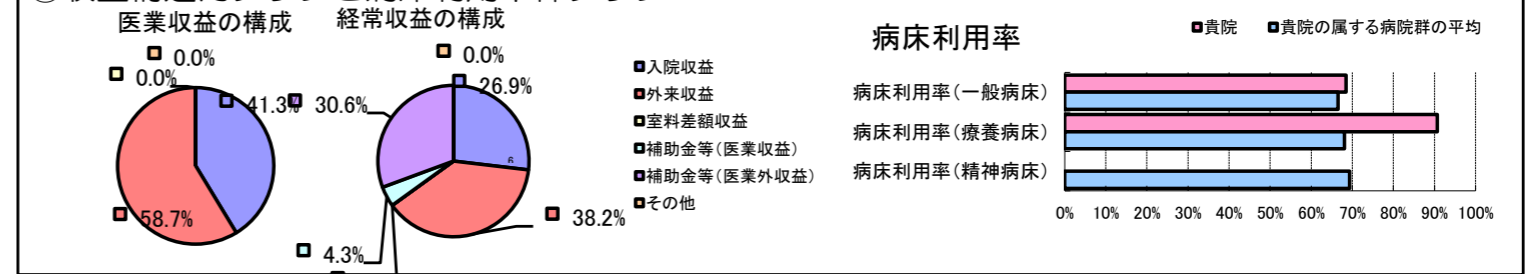 医業収益の構成
0.0%
0.0%
41.3%
58.7%
経常収益の構成
0.0%
26.9%
30.6%
6
38.2%
4.3%
入院収益
外来収益
室料差額収益
補助金等(医業収益)
補助金等(医業外収益)
その他
病床利用率
貴院 貴院の属する病院群の平均
病床利用率(一般病床)
病床利用率(療養病床)
病床利用率(精神病床)
0% 10% 20% 30% 40% 50% 60% 70% 80% 90% 100%